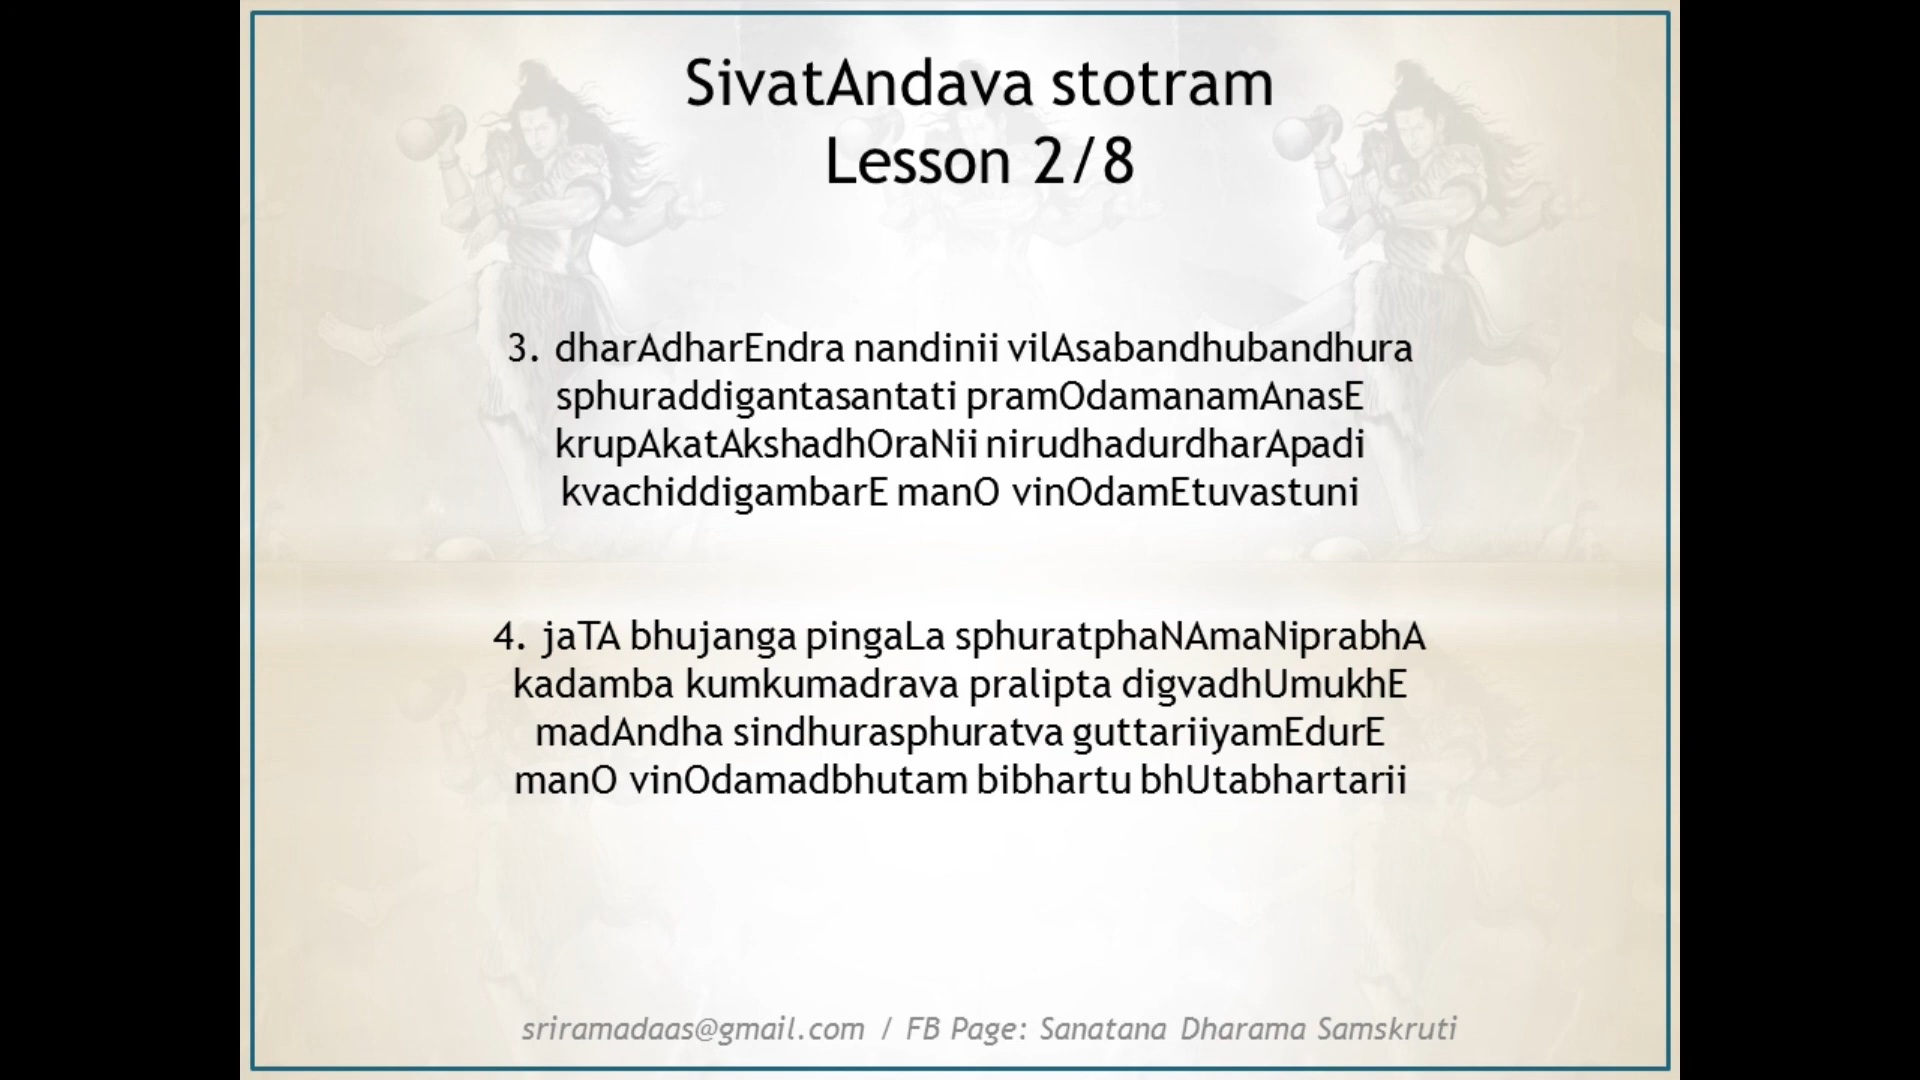 SivatAndava stotram
Lesson 2/8
3. dharAdharEndra nandinii vilAsabandhubandhura
sphuraddigantasantati pramOdamanamAnasE
krupAkatAkshadhOraNii nirudhadurdharApadi
kvachiddigambarE manO vinOdamEtuvastuni
4. jaTA bhujanga pingaLa sphuratphaNAmaNiprabhA
kadamba kumkumadrava pralipta digvadhUmukhE
madAndha sindhurasphuratva guttariiyamEdurE
manO vinOdamadbhutam bibhartu bhUtabhartarii
sriramadaas@gmail.com / FB Page: Sanatana Dharama Samskruti